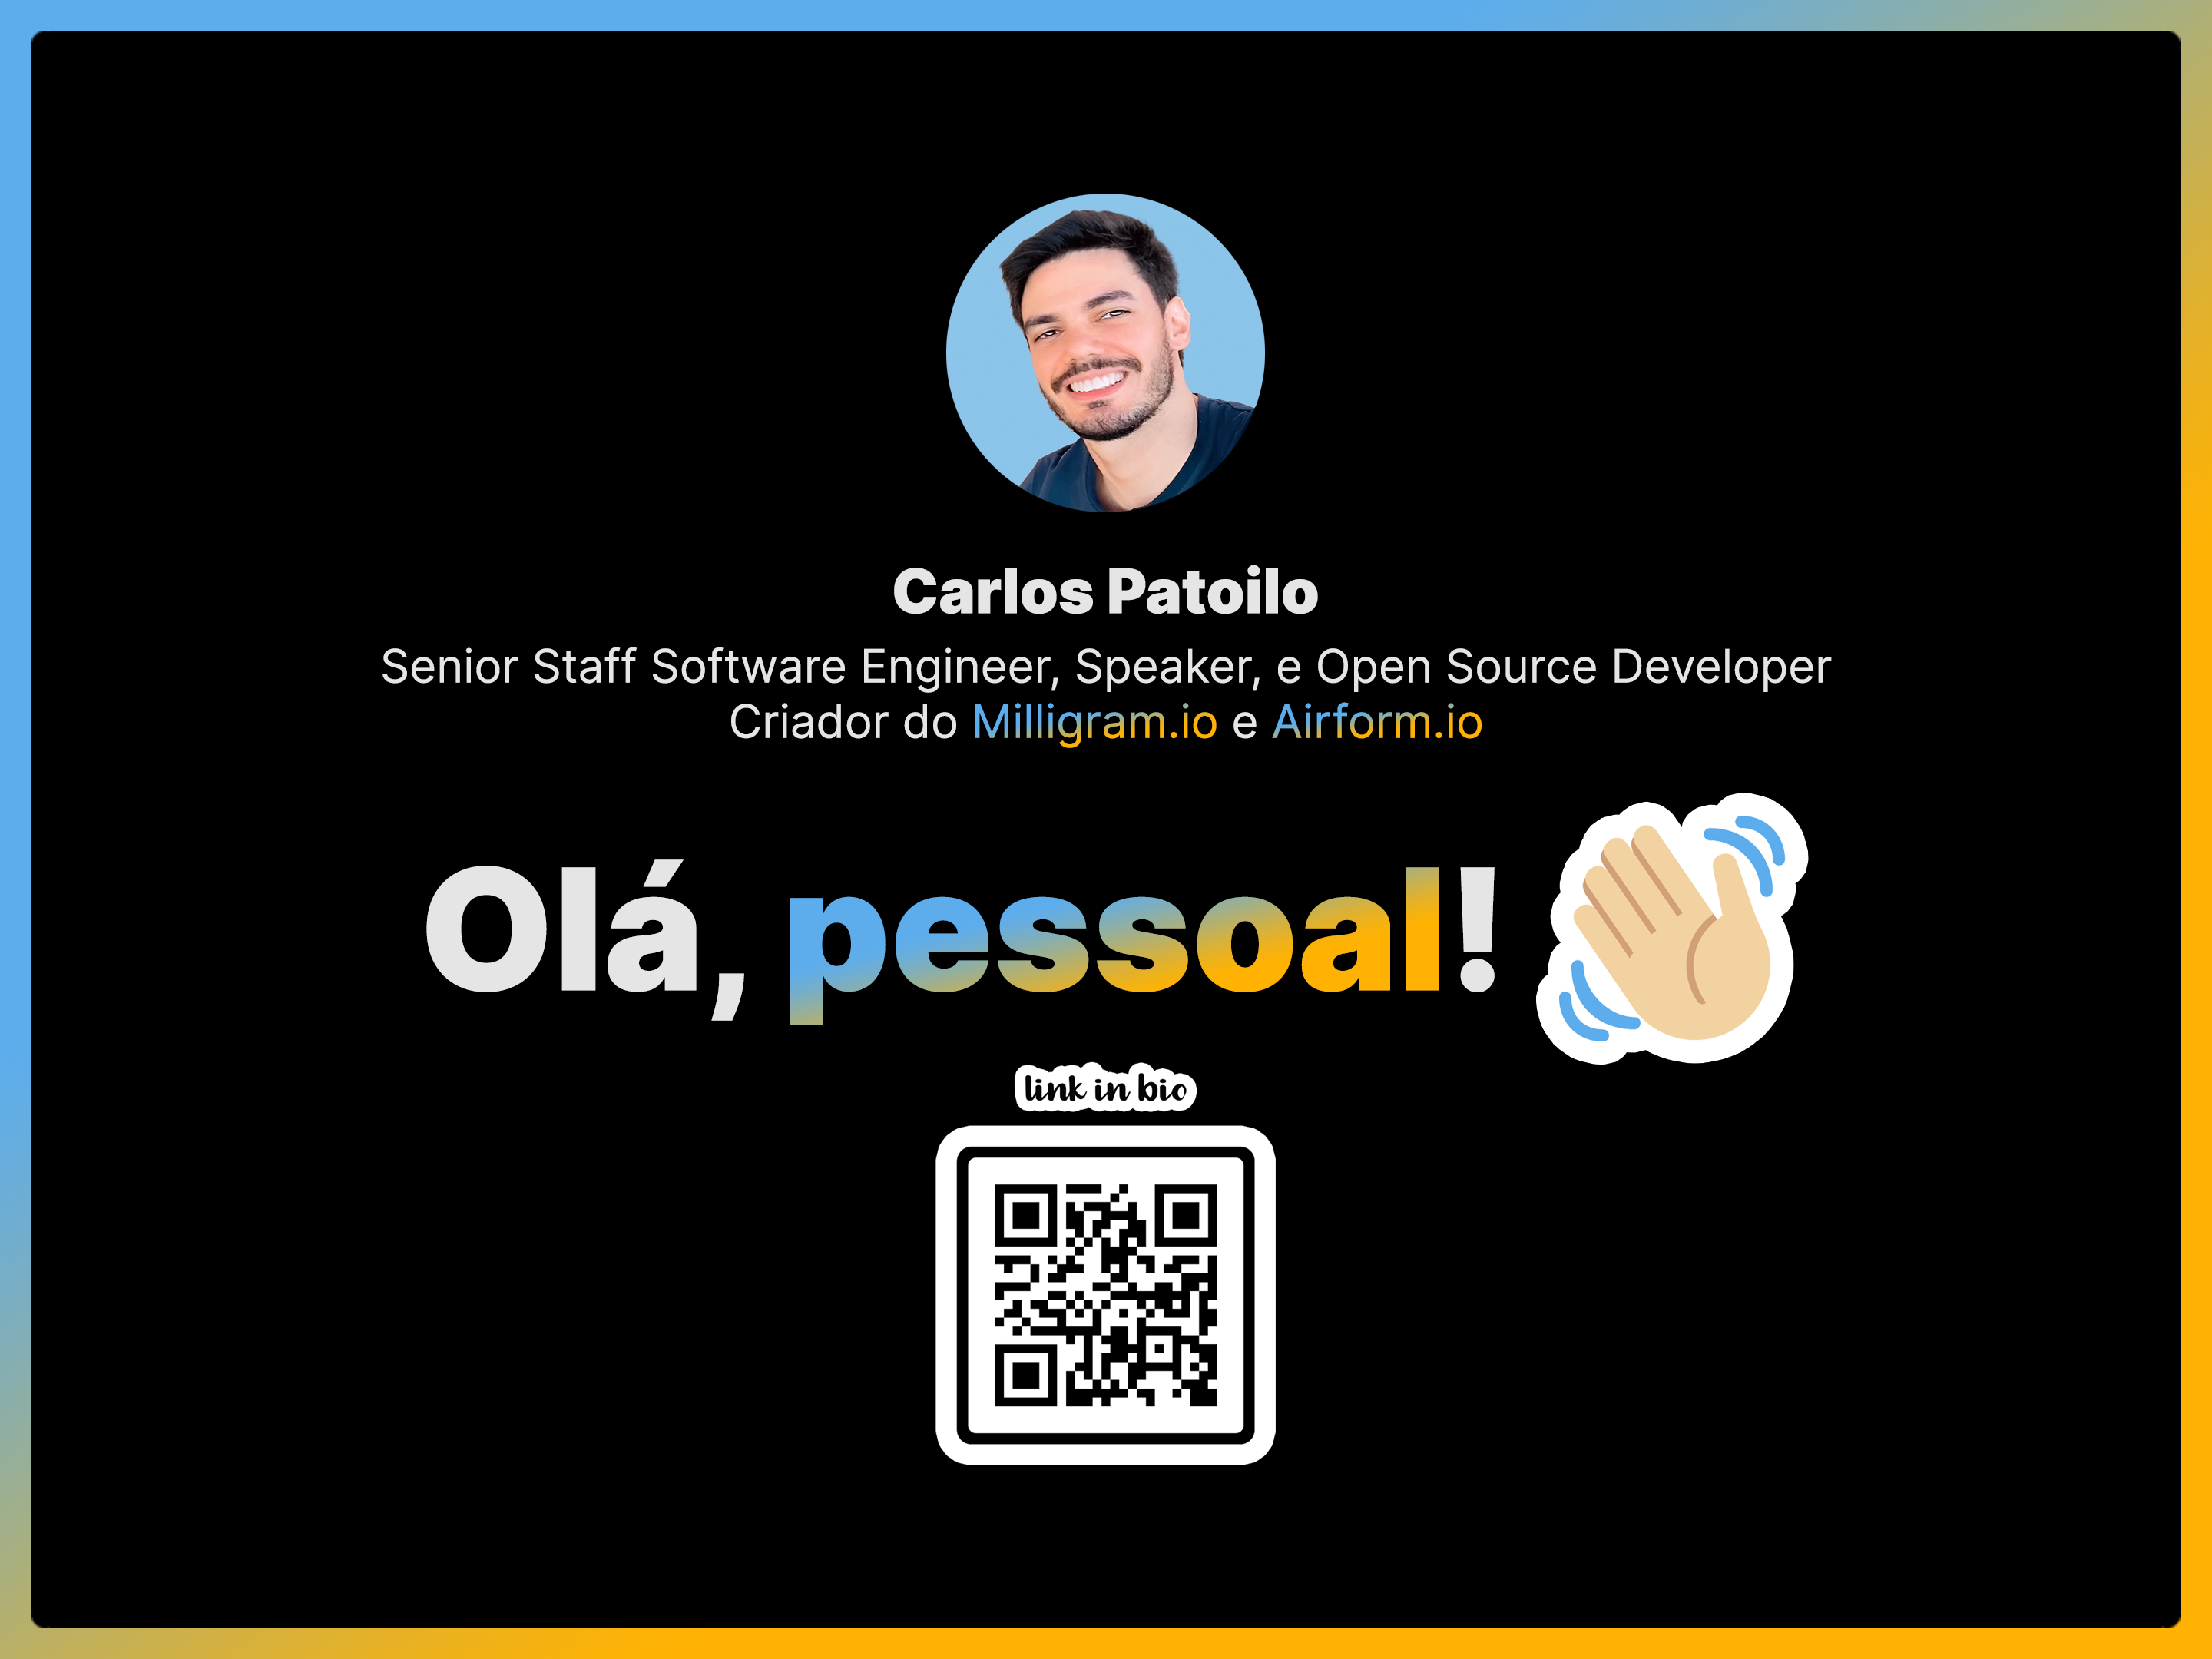 Carlos Patoilo
Senior Staff Software Engineer, Speaker, e Open Source Developer
Criador do Milligram.io e Airform.io
Olá, pessoal!
link in bio